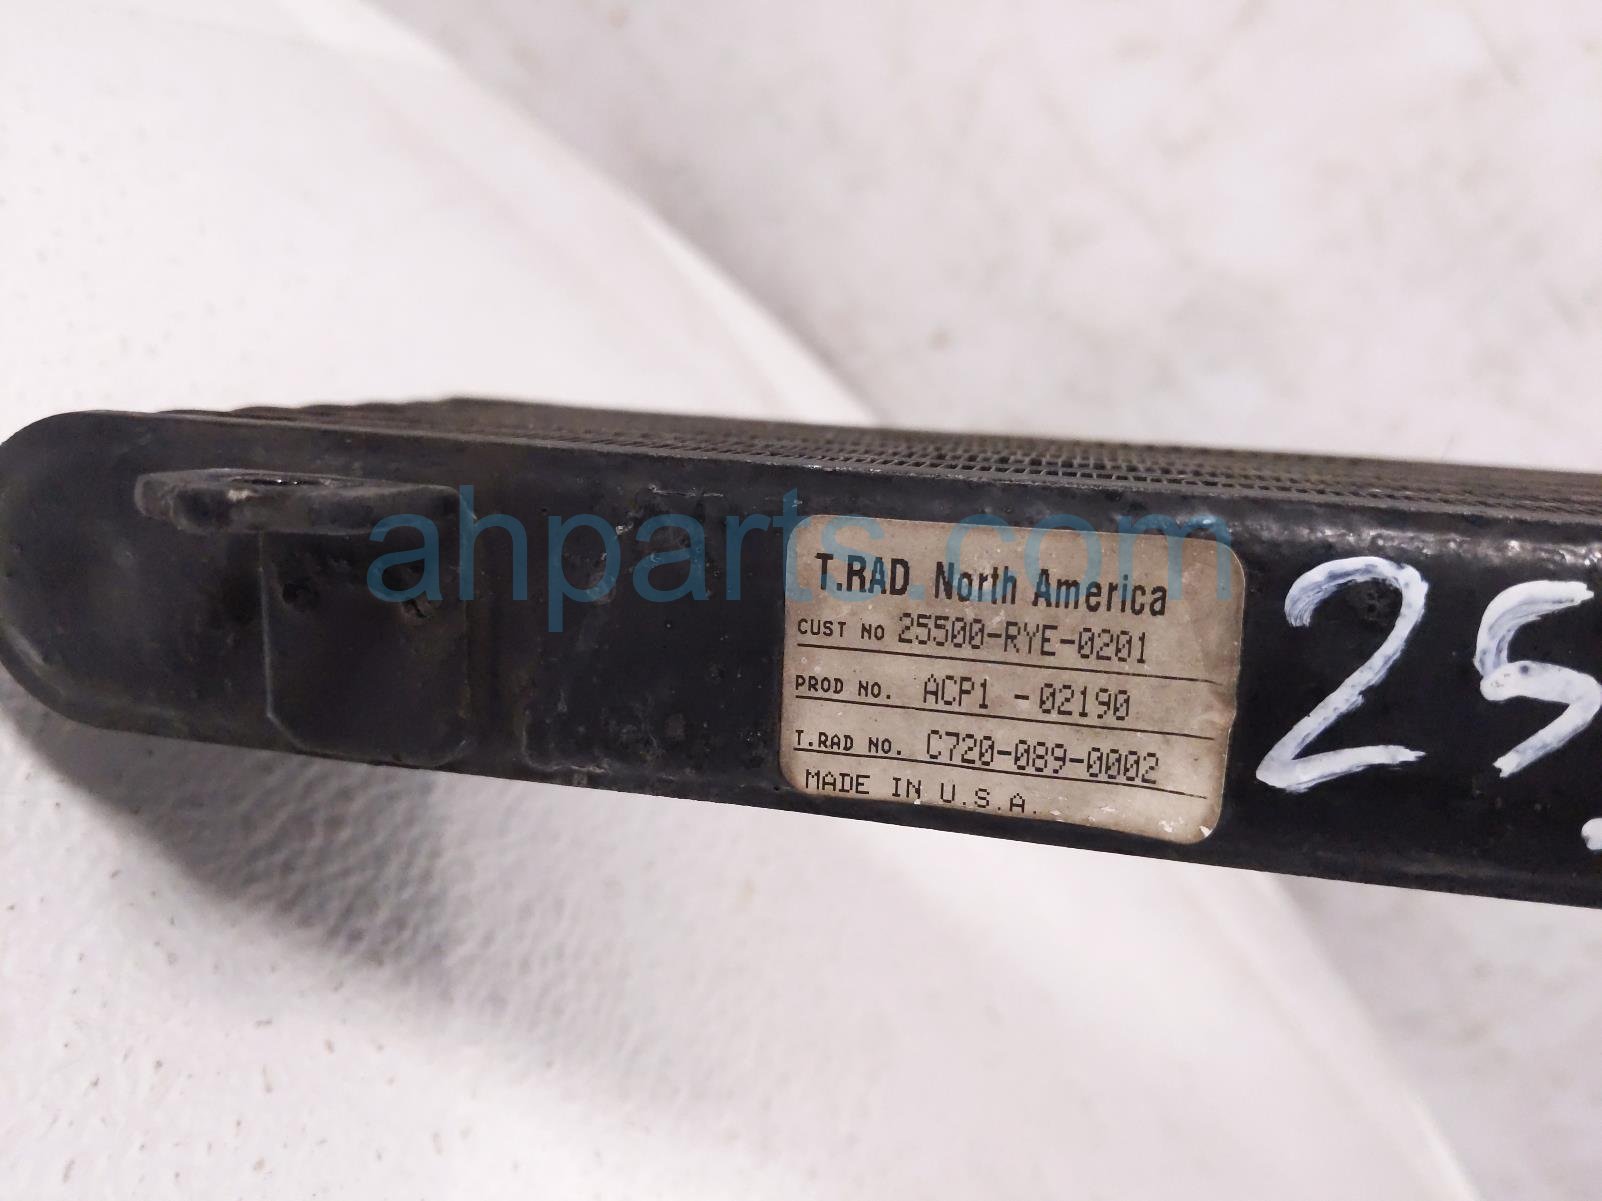 ahparts.com
T.RAD North America
CUST NO 25500-RYE-0201
PROD NO. ACP1 -02190
T.RAD NO. C720-089-0002
MADE IN U.S.A.
25